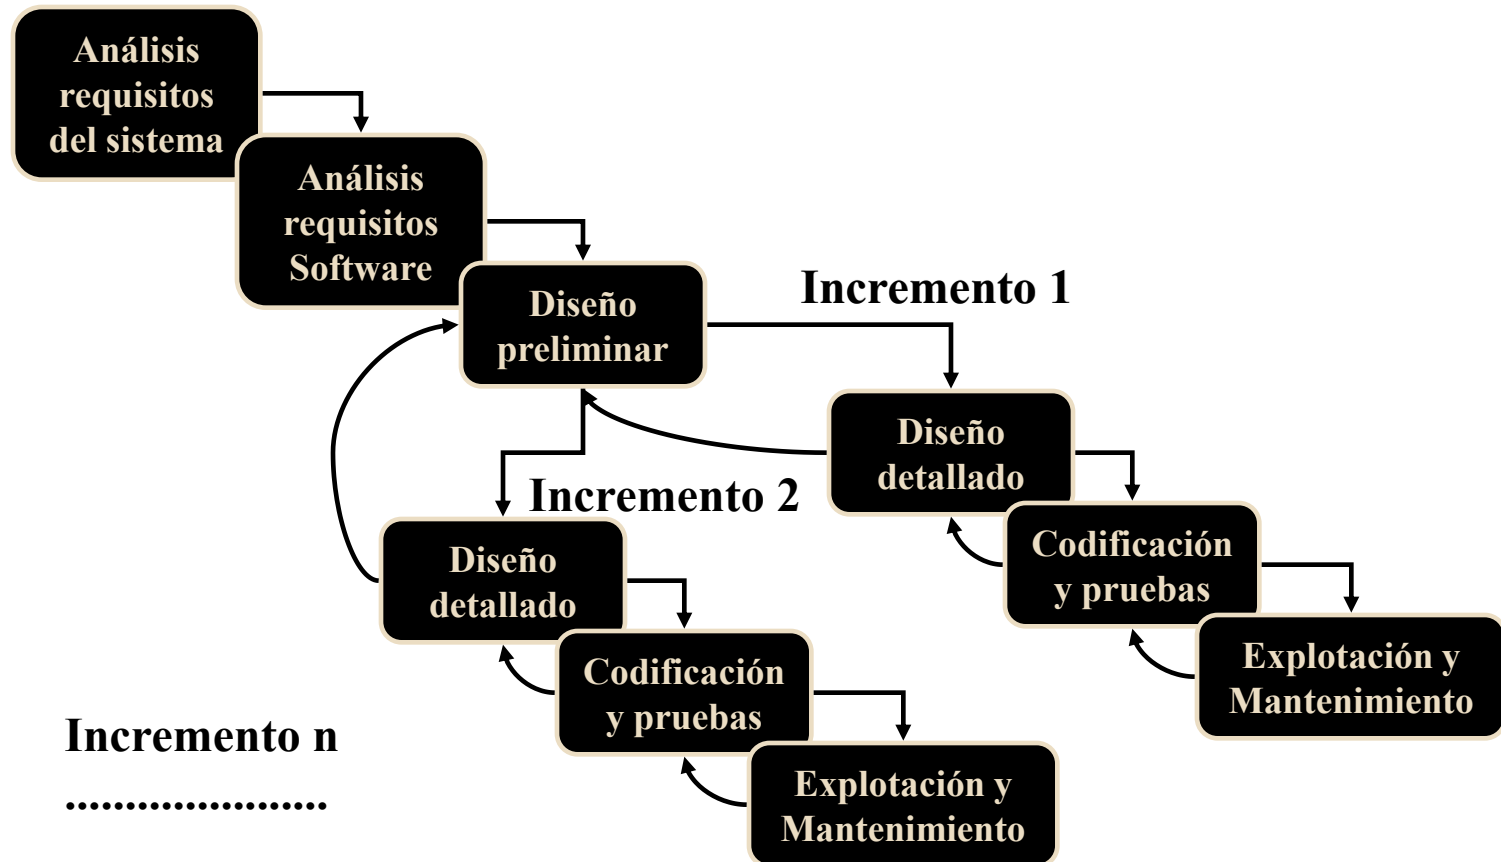 Análisis
requisitos
del sistema
Análisis
requisitos
Software
Diseño
preliminar
Incremento 1
Diseño
detallado
Codificación
y pruebas
Explotación y
Mantenimiento
Incremento 2
Diseño
detallado
Codificación
y pruebas
Explotación y
Mantenimiento
Incremento n
......................